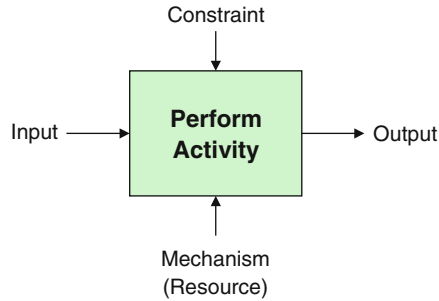 Constraint
Input
Perform
Activity
Output
Mechanism
(Resource)